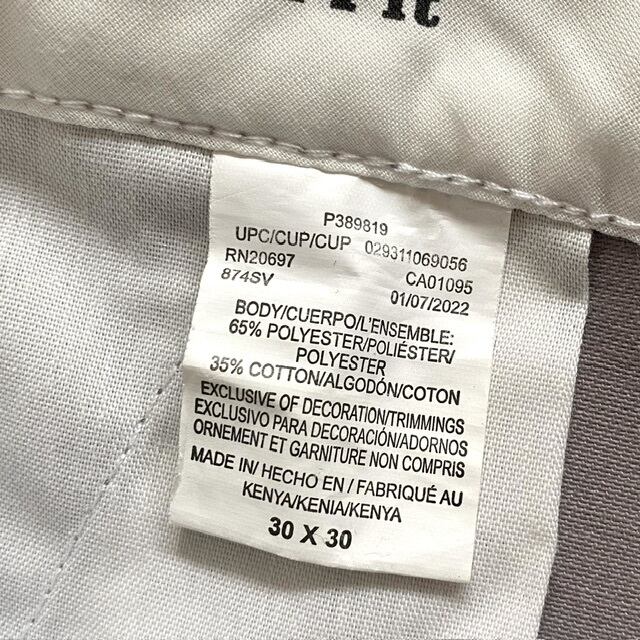 P389819
UPC/CUP/CUP 029311069056
RN20697 CA01095
874SV 01/07/2022
BODY/CUERPO/L'ENSEMBLE:
65% POLYESTER/POLIÉSTER/
POLYESTER
35% COTTON/ALGODÓN/COTON
EXCLUSIVE OF DECORATION/TRIMMINGS
EXCLUSIVO PARA DECORACIÓN/ADORNOS
ORNEMENT ET GARNITURE NON COMPRIS
MADE IN/ HECHO EN / FABRIQUÉ AU
KENYA/KENIA/KENYA
30 X 30